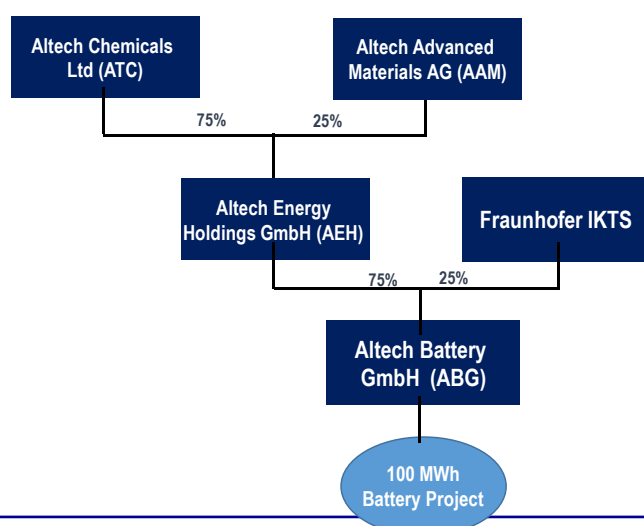 Altech Chemicals
Ltd (ATC)
Altech Advanced
Materials AG (AAM)
75%
25%
Altech Energy
Holdings GmbH (AEH)
Fraunhofer IKTS
75%
25%
Altech Battery
GmbH (ABG)
100 MWh
Battery Project